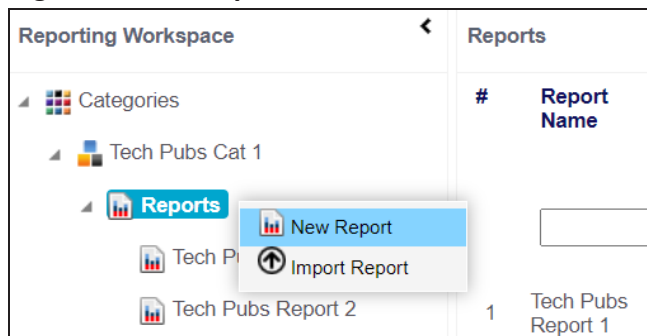 Reporting Workspace
Reports
Categories
#
Report
Name
Tech Pubs Cat 1
Reports
New Report
Tech
Import Report
Tech Pubs Report 2
1
Tech Pubs
Report 1